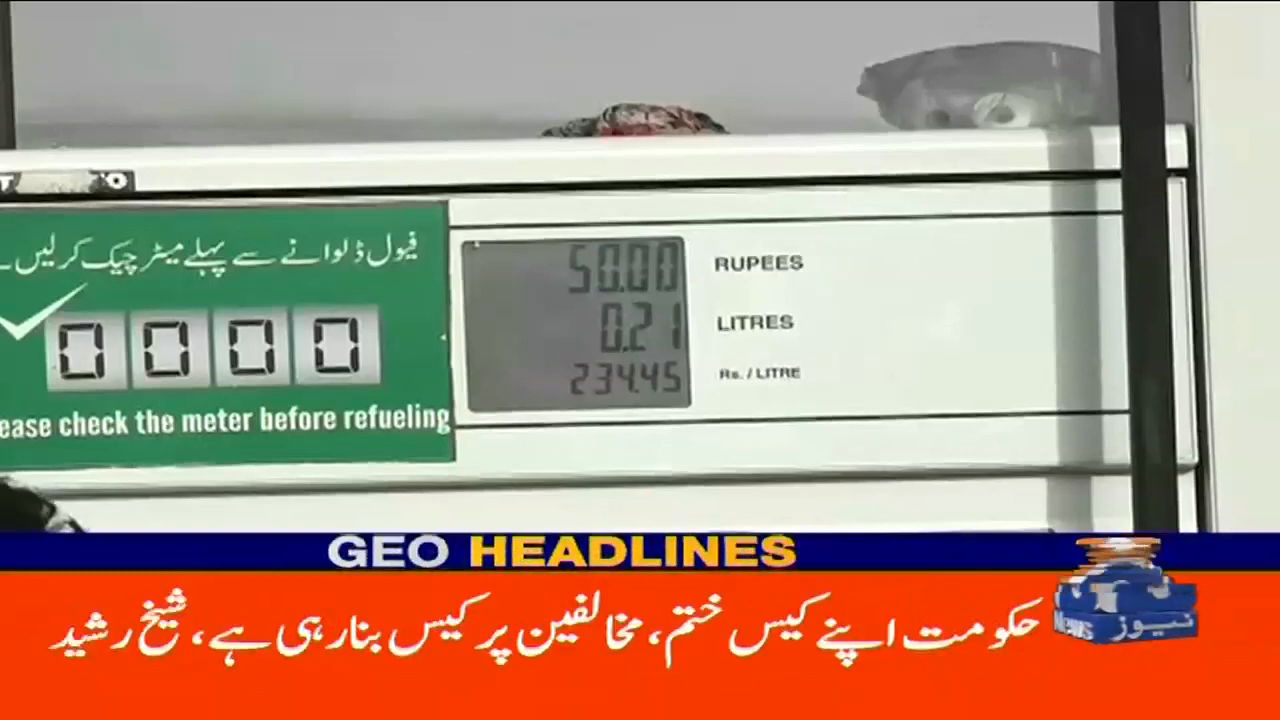 فیول ڈلوانے سے پہلے میٹر چیک کرلیں۔
0000
ease check the meter before refueling
50.00 RUPEES
0.21 LITRES
234.45 Rs. / LITRE
GEO HEADLINES
حکومت اپنے کیس ختم، مخالفین پر کیس بنا رہی ہے، شیخ رشید
News نیوز